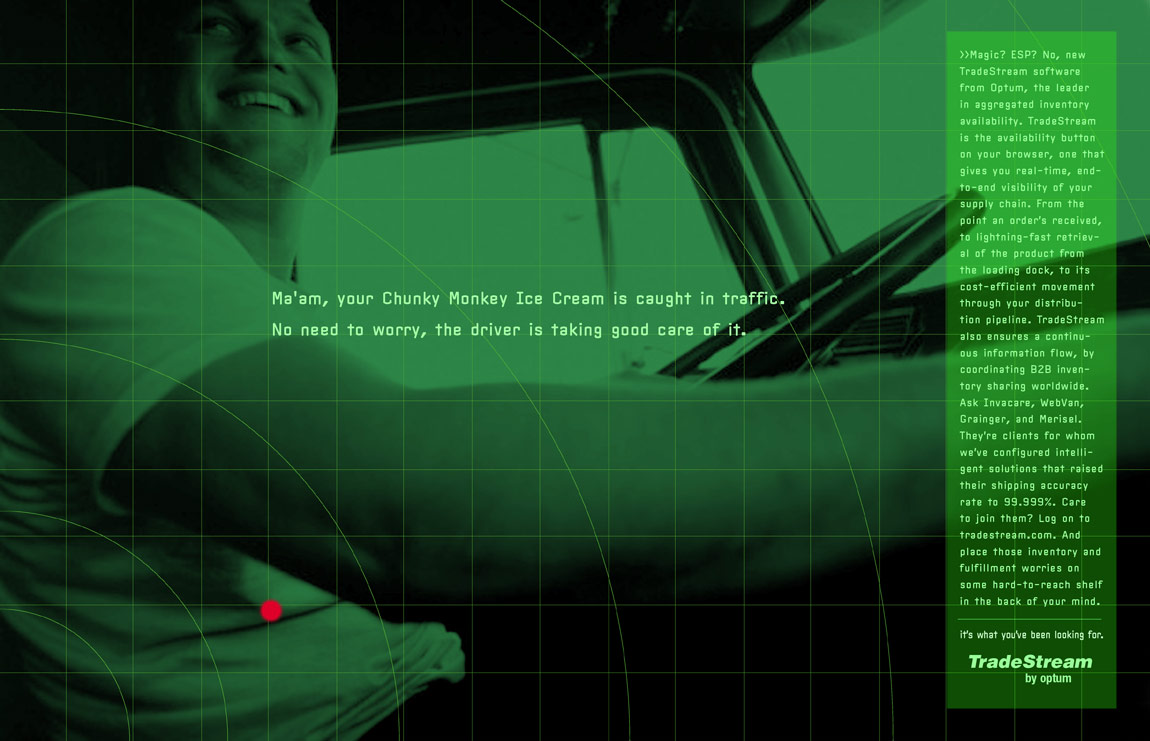 Ma'am, your Chunky Monkey Ice Cream is caught in traffic.
No need to worry, the driver is taking good care of it.
>>Magic? ESP? No, new
TradeStream software
from Optum, the leader
in aggregated inventory
availability. TradeStream
is the availability button
on your browser, one that
gives you real-time, end-
to-end visibility of your
supply chain. From the
point an order's received,
to lightning-fast retriev-
al of the product from
the loading dock, to its
cost-efficient movement
through your distribu-
tion pipeline. TradeStream
also ensures a continu-
ous information flow, by
coordinating B2B inven-
tory sharing worldwide.
Ask Invacare, WebVan,
Grainger, and Merisel.
They're clients for whom
we've configured intelli-
gent solutions that raised
their shipping accuracy
rate to 99.999%. Care
to join them? Log on to
tradestream.com. And
place those inventory and
fulfillment worries on
some hard-to-reach shelf
in the back of your mind.
it's what you've been looking for.
TradeStream
by optum